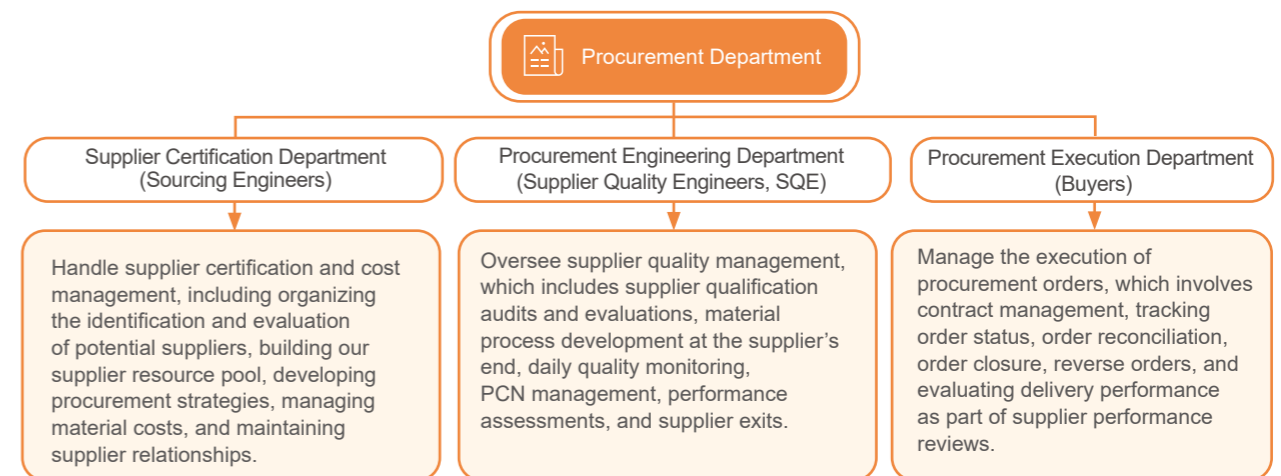 Procurement Department
Supplier Certification Department
(Sourcing Engineers)
Procurement Engineering Department
(Supplier Quality Engineers, SQE)
Procurement Execution Department
(Buyers)
Handle supplier certification and cost
management, including organizing
the identification and evaluation
of potential suppliers, building our
supplier resource pool, developing
procurement strategies, managing
material costs, and maintaining
supplier relationships.
Oversee supplier quality management,
which includes supplier qualification
audits and evaluations, material
process development at the supplier’s
end, daily quality monitoring,
PCN management, performance
assessments, and supplier exits.
Manage the execution of
procurement orders, which involves
contract management, tracking
order status, order reconciliation,
order closure, reverse orders, and
evaluating delivery performance
as part of supplier performance
reviews.